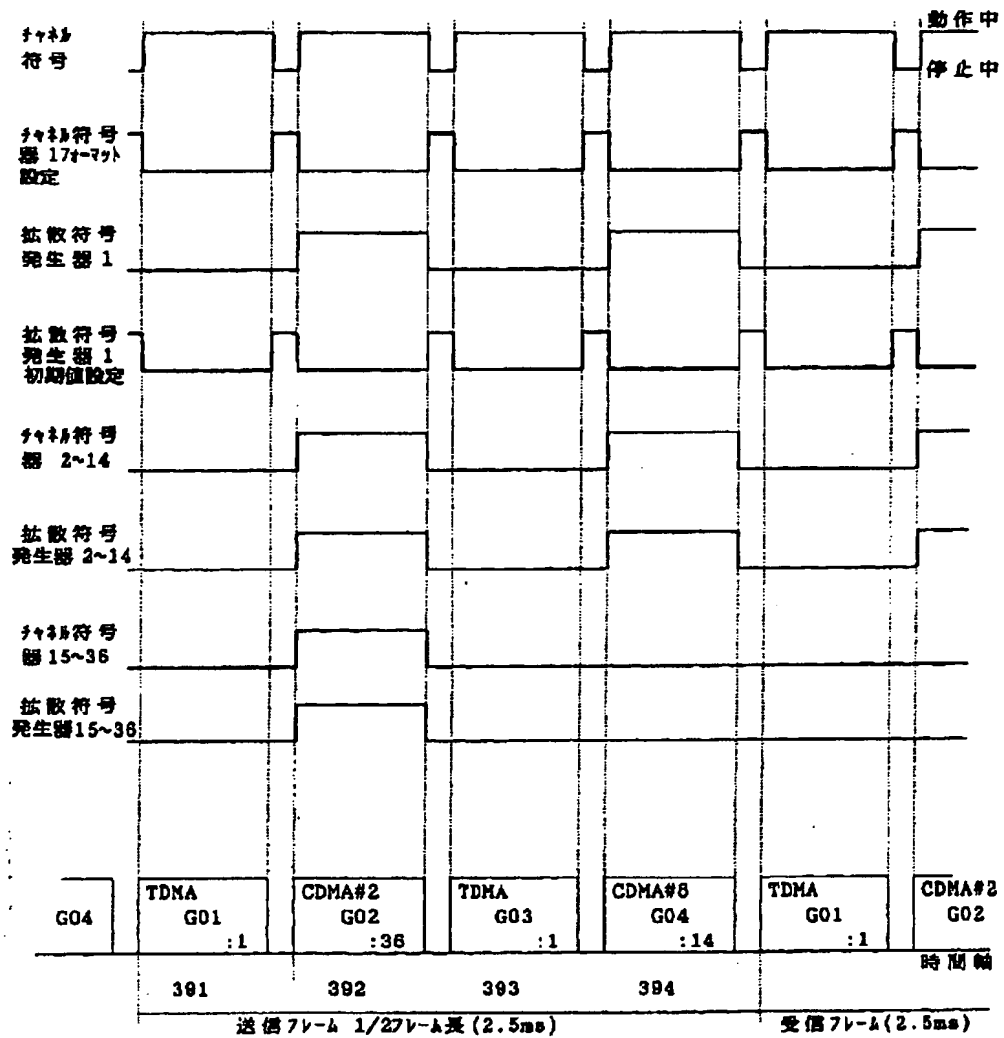 動作中
チャネル
符号
停止中
チャネル符号
器 1フォーマット
設定
拡散符号
発生器 1
拡散符号
発生器 1
初期値設定
チャネル符号
器 2~14
拡散符号
発生器 2~14
チャネル符号
器 15~36
拡散符号
発生器15~36
G04
TDMA
G01
:1
CDMA#2
G02
:36
TDMA
G03
:1
CDMA#8
G04
:14
TDMA
G01
:1
CDMA#2
G02
時間軸
391
392
393
394
送信フレーム 1/2フレーム長(2.5ms)
受信フレーム(2.5ms)